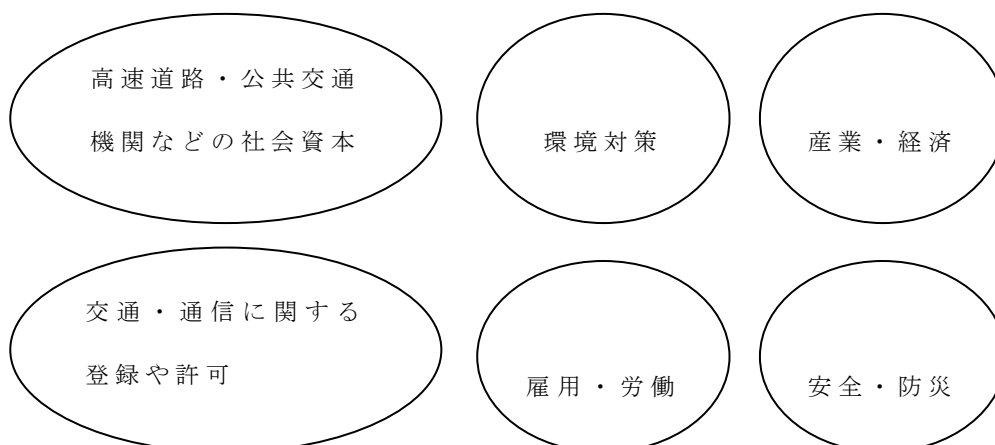 高速道路・公共交通
機関などの社会資本
環境対策
産業・経済
交通・通信に関する
登録や許可
雇用・労働
安全・防災